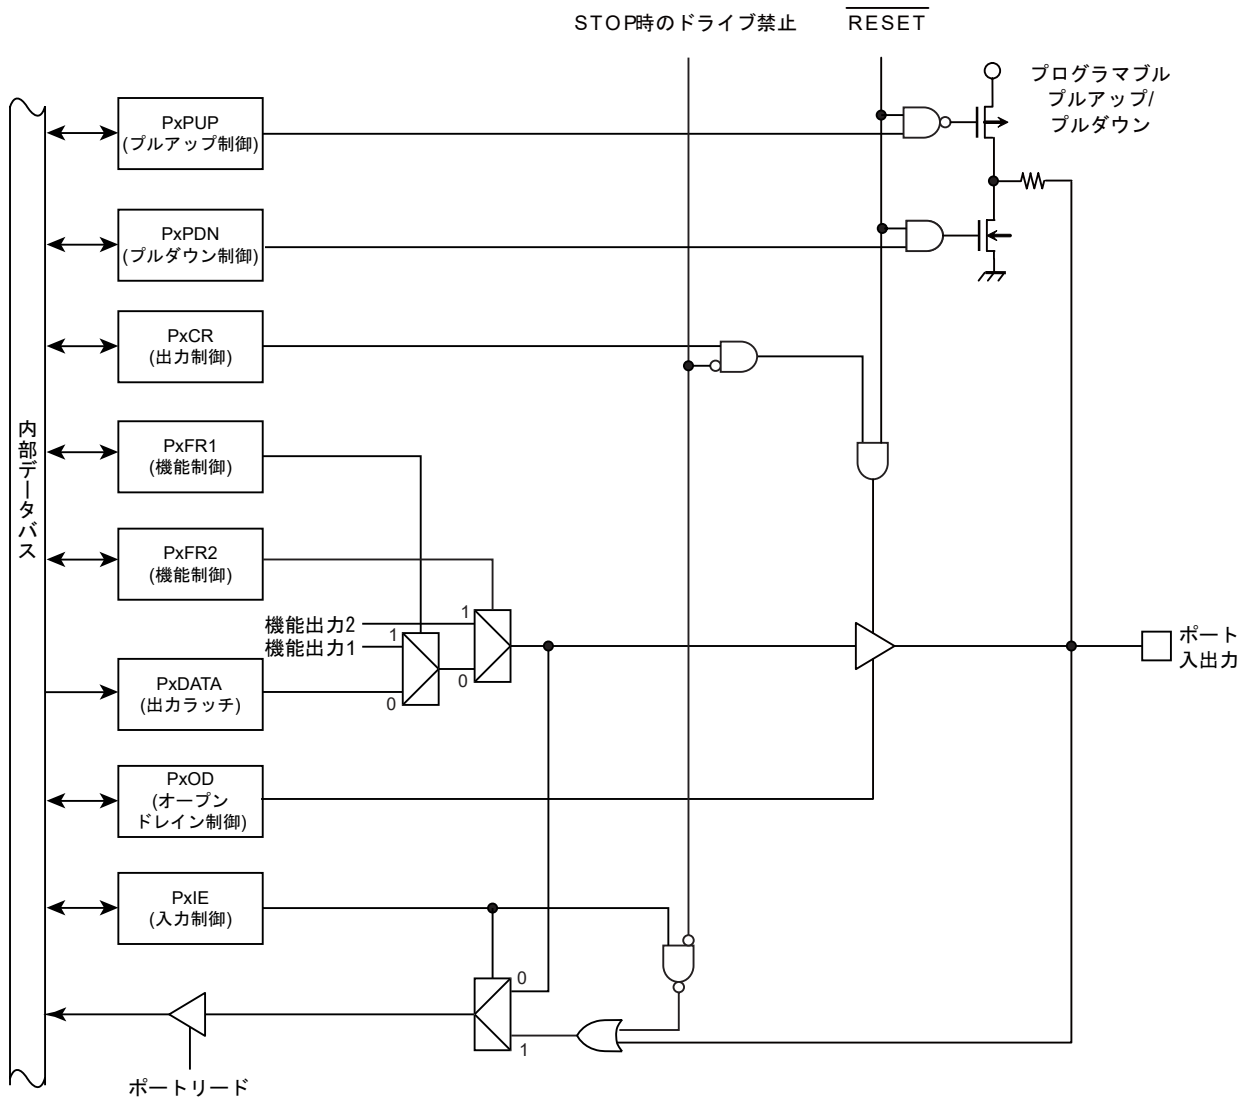 STOP時のドライブ禁止
RESET
プログラマブル
プルアップ/
プルダウン
PxPUP
(プルアップ制御)
PxPDN
(プルダウン制御)
PxCR
(出力制御)
内部データバス
PxFR1
(機能制御)
PxFR2
(機能制御)
機能出力2
1
機能出力1
1
0
0
ポート
入出力
PxDATA
(出力ラッチ)
PxOD
(オープン
ドレイン制御)
PxIE
(入力制御)
0
1
ポートリード